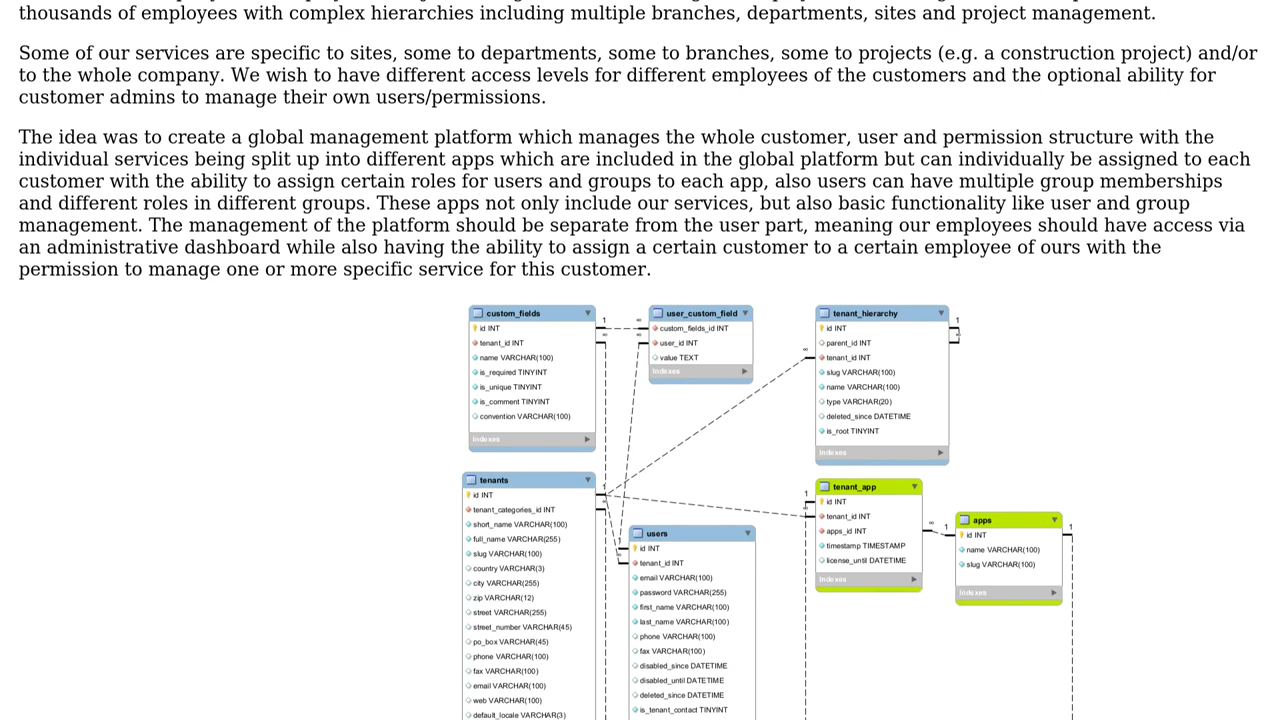 thousands of employees with complex hierarchies including multiple branches, departments, sites and project management.
Some of our services are specific to sites, some to departments, some to branches, some to projects (e.g. a construction project) and/or
to the whole company. We wish to have different access levels for different employees of the customers and the optional ability for
customer admins to manage their own users/permissions.
The idea was to create a global management platform which manages the whole customer, user and permission structure with the
individual services being split up into different apps which are included in the global platform but can individually be assigned to each
customer with the ability to assign certain roles for users and groups to each app, also users can have multiple group memberships
and different roles in different groups. These apps not only include our services, but also basic functionality like user and group
management. The management of the platform should be separate from the user part, meaning our employees should have access via
an administrative dashboard while also having the ability to assign a certain customer to a certain employee of ours with the
permission to manage one or more specific service for this customer.
custom_fields
id INT
tenant_id INT
name VARCHAR(100)
is_required TINYINT
is_unique TINYINT
is_comment TINYINT
convention VARCHAR(100)
Indexes
1
∞
∞
∞
user_custom_field
custom_fields_id INT
user_id INT
value TEXT
Indexes
tenant_hierarchy
id INT
parent_id INT
tenant_id INT
slug VARCHAR(100)
name VARCHAR(100)
type VARCHAR(20)
deleted_since DATETIME
is_root TINYINT
Indexes
1
∞
tenants
id INT
tenant_categories_id INT
short_name VARCHAR(100)
full_name VARCHAR(255)
slug VARCHAR(100)
country VARCHAR(3)
city VARCHAR(255)
zip VARCHAR(12)
street VARCHAR(255)
street_number VARCHAR(45)
po_box VARCHAR(45)
phone VARCHAR(100)
fax VARCHAR(100)
email VARCHAR(100)
web VARCHAR(100)
default_locale VARCHAR(3)
users
id INT
tenant_id INT
email VARCHAR(100)
password VARCHAR(255)
first_name VARCHAR(100)
last_name VARCHAR(100)
phone VARCHAR(100)
fax VARCHAR(100)
disabled_since DATETIME
disabled_until DATETIME
deleted_since DATETIME
is_tenant_contact TINYINT
tenant_app
id INT
tenant_id INT
apps_id INT
timestamp TIMESTAMP
license_until DATETIME
Indexes
1
∞
1
apps
id INT
name VARCHAR(100)
slug VARCHAR(100)
Indexes
1